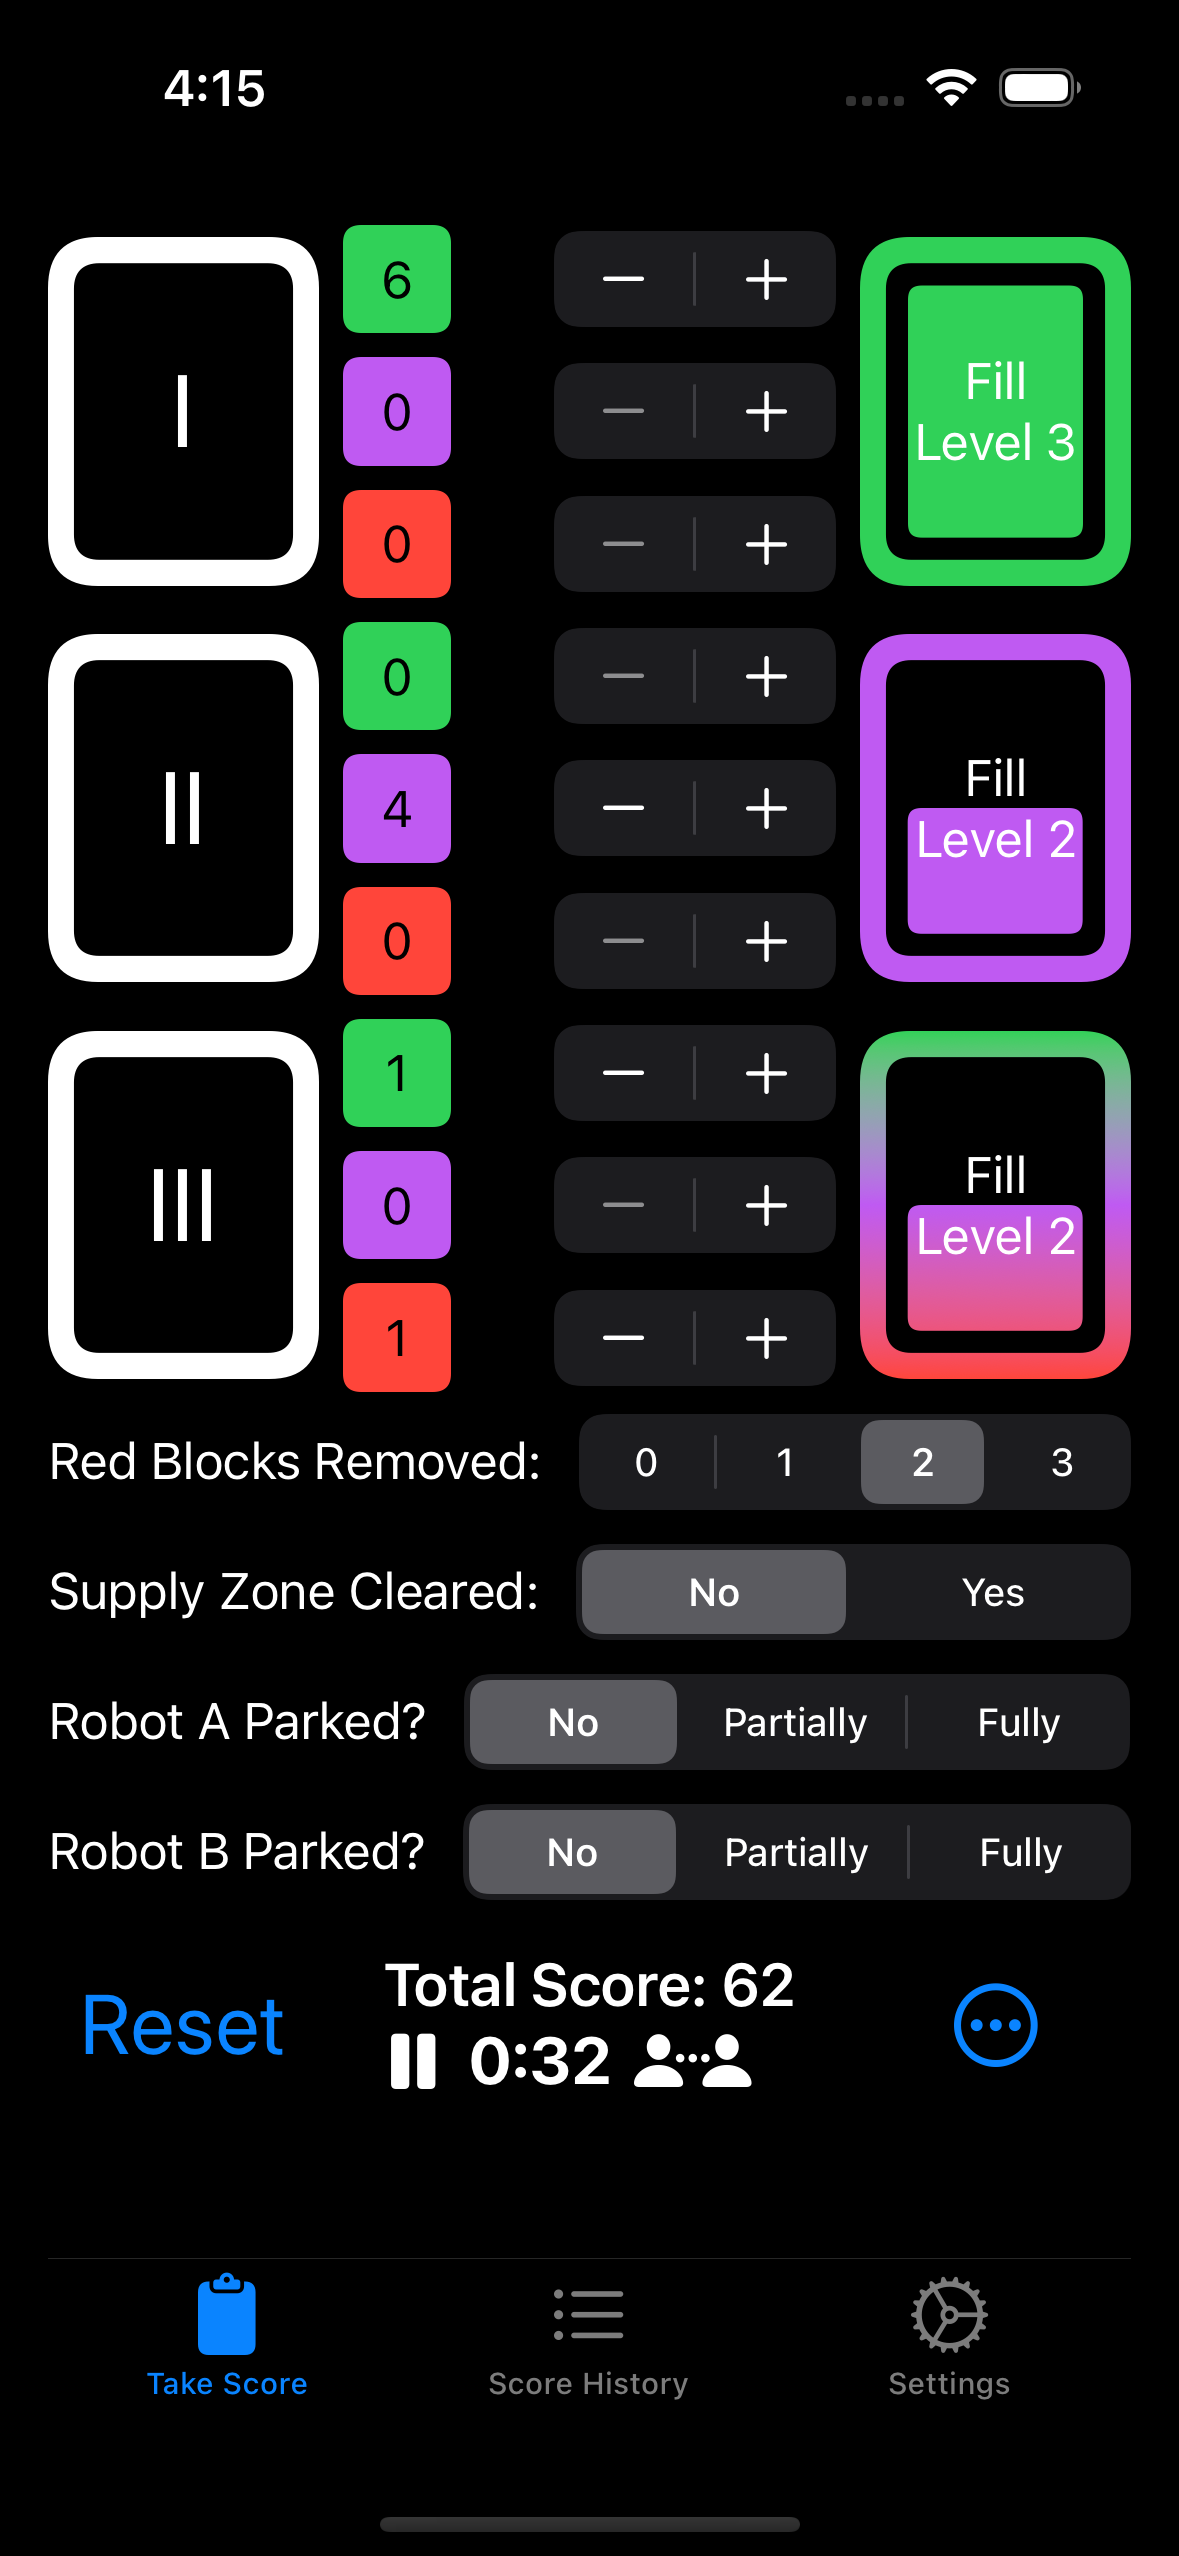 4:15
I
6
0
0
Fill
Level 3
II
0
4
0
Fill
Level 2
III
1
0
1
Fill
Level 2
Red Blocks Removed: 0 1 2 3
Supply Zone Cleared: No Yes
Robot A Parked? No Partially Fully
Robot B Parked? No Partially Fully
Reset
Total Score: 62
0:32
Take Score Score History Settings